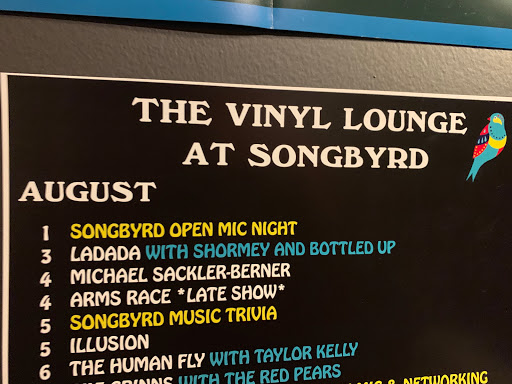 THE VINYL LOUNGE
AT SONGBYRD
AUGUST
1 SONGBYRD OPEN MIC NIGHT
3 LADADA WITH SHORMEY AND BOTTLED UP
4 MICHAEL SACKLER-BERNER
4 ARMS RACE *LATE SHOW*
5 SONGBYRD MUSIC TRIVIA
5 ILLUSION
6 THE HUMAN FLY WITH TAYLOR KELLY
GRINNS WITH THE RED PEARS
& NETWORKING